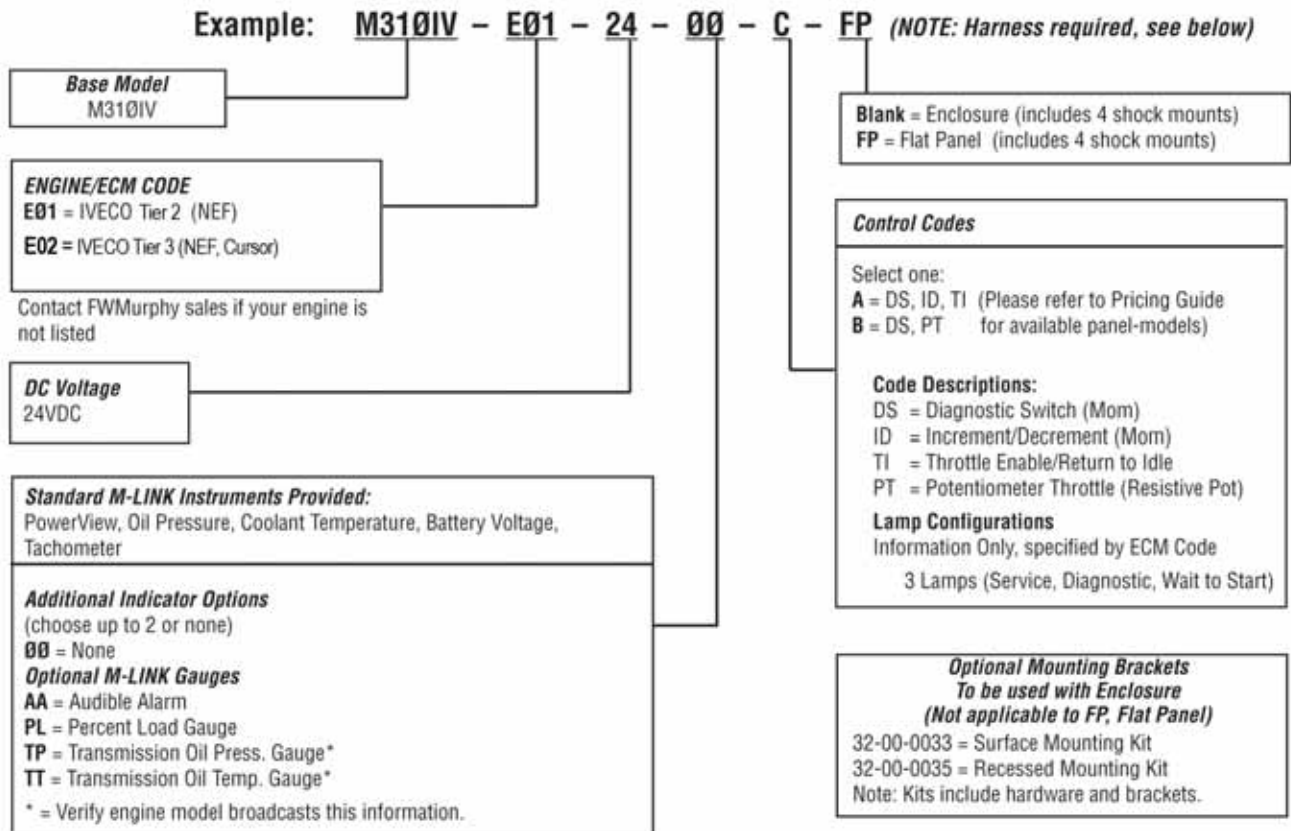 Example: M31ØIV – EØ1 – 24 – ØØ – C – FP (NOTE: Harness required, see below)
Base Model
M31ØIV
ENGINE/ECM CODE
EØ1 = IVECO Tier 2 (NEF)
E02 = IVECO Tier 3 (NEF, Cursor)
Contact FWMurphy sales if your engine is
not listed
DC Voltage
24VDC
Standard M-LINK Instruments Provided:
PowerView, Oil Pressure, Coolant Temperature, Battery Voltage,
Tachometer
Additional Indicator Options
(choose up to 2 or none)
ØØ = None
Optional M-LINK Gauges
AA = Audible Alarm
PL = Percent Load Gauge
TP = Transmission Oil Press. Gauge*
TT = Transmission Oil Temp. Gauge*
* = Verify engine model broadcasts this information.
Blank = Enclosure (includes 4 shock mounts)
FP = Flat Panel (includes 4 shock mounts)
Control Codes
Select one:
A = DS, ID, TI (Please refer to Pricing Guide
B = DS, PT for available panel-models)
Code Descriptions:
DS = Diagnostic Switch (Mom)
ID = Increment/Decrement (Mom)
TI = Throttle Enable/Return to Idle
PT = Potentiometer Throttle (Resistive Pot)
Lamp Configurations
Information Only, specified by ECM Code
3 Lamps (Service, Diagnostic, Wait to Start)
Optional Mounting Brackets
To be used with Enclosure
(Not applicable to FP, Flat Panel)
32-00-0033 = Surface Mounting Kit
32-00-0035 = Recessed Mounting Kit
Note: Kits include hardware and brackets.